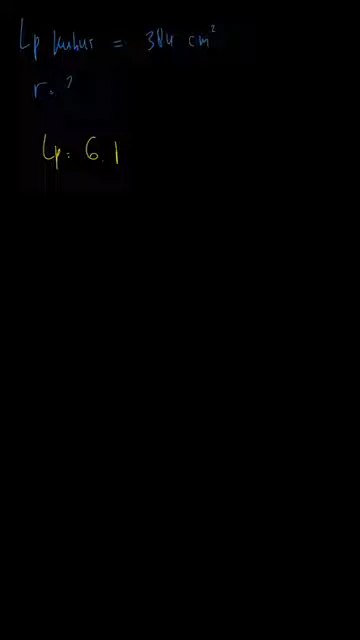 Lp kubus = 384 cm²
r = ?
Lp = 6.1